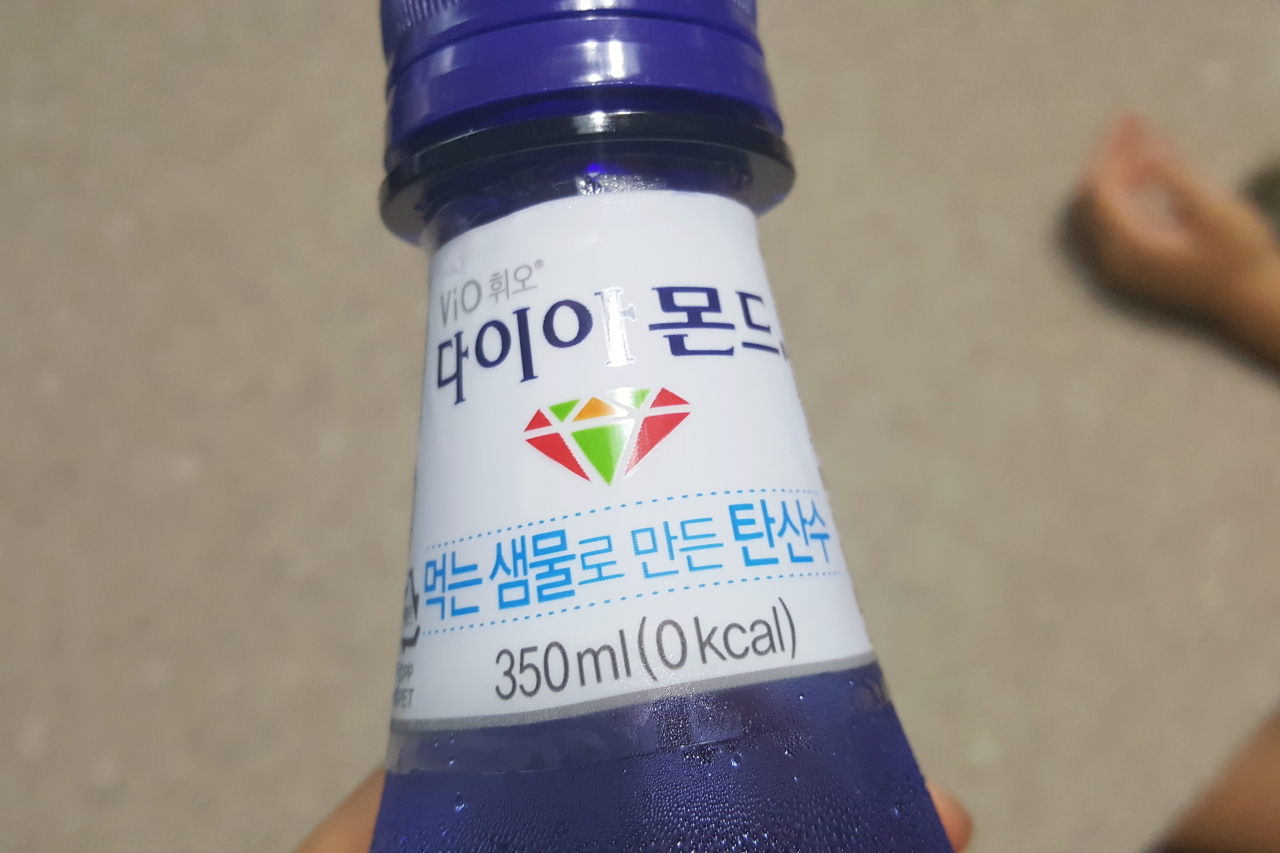 ViO 휘오®
다이아몬드
먹는샘물로 만든 탄산수
350ml(0kcal)
PET